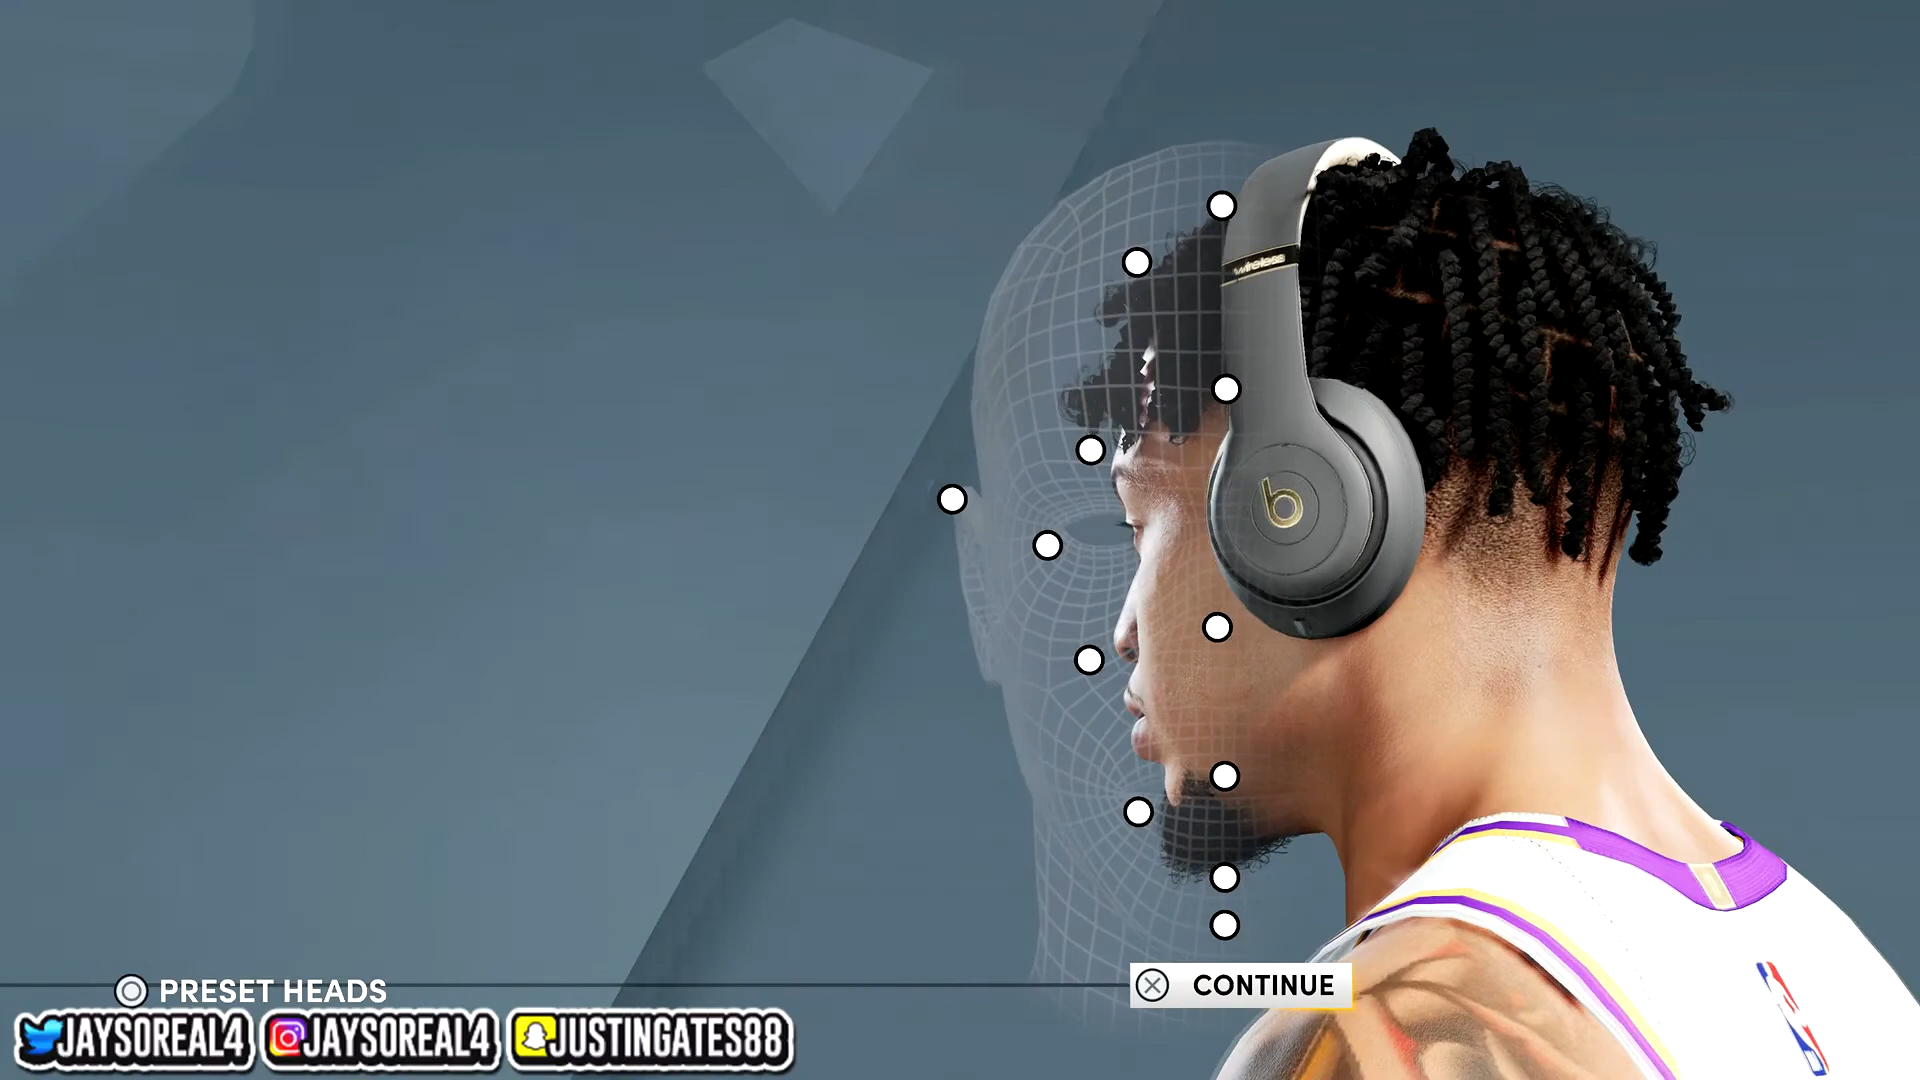 wireless
b
PRESET HEADS
CONTINUE
JAYSOREAL4 JAYSOREAL4 JUSTINGATES88